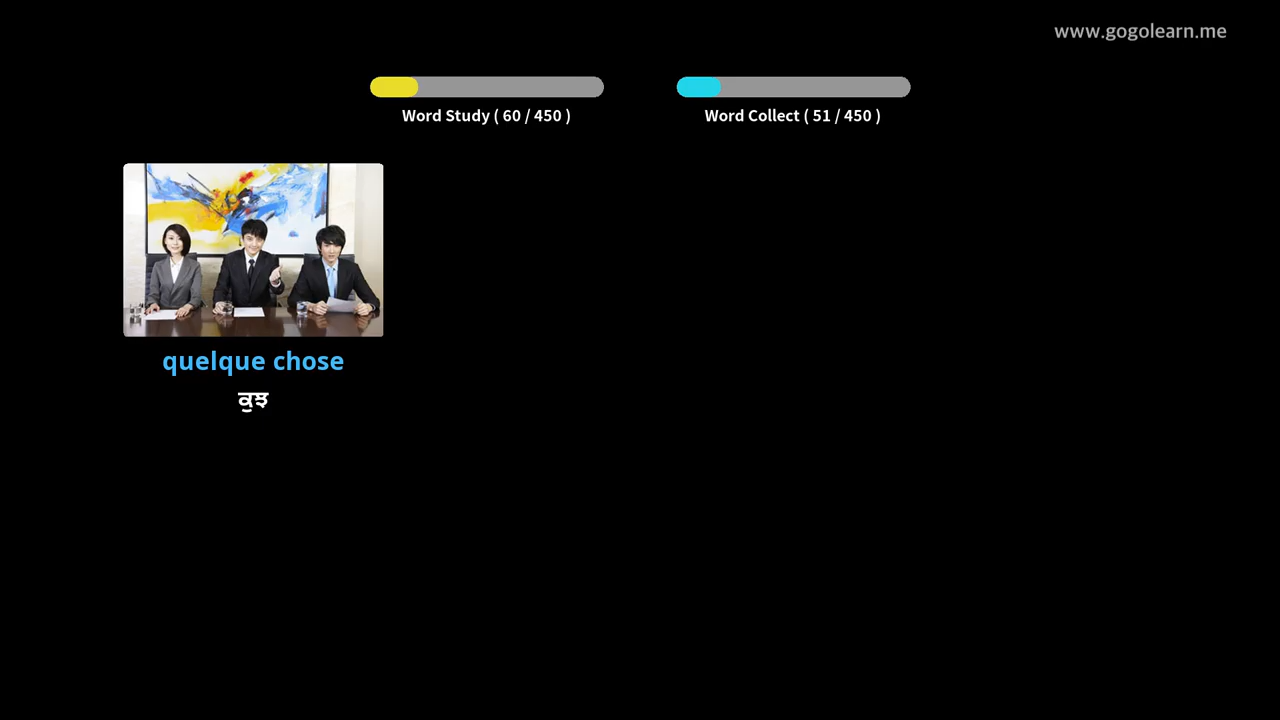 www.gogolearn.me
Word Study ( 60 / 450 )
Word Collect ( 51 / 450 )
quelque chose
ਕੁਝ